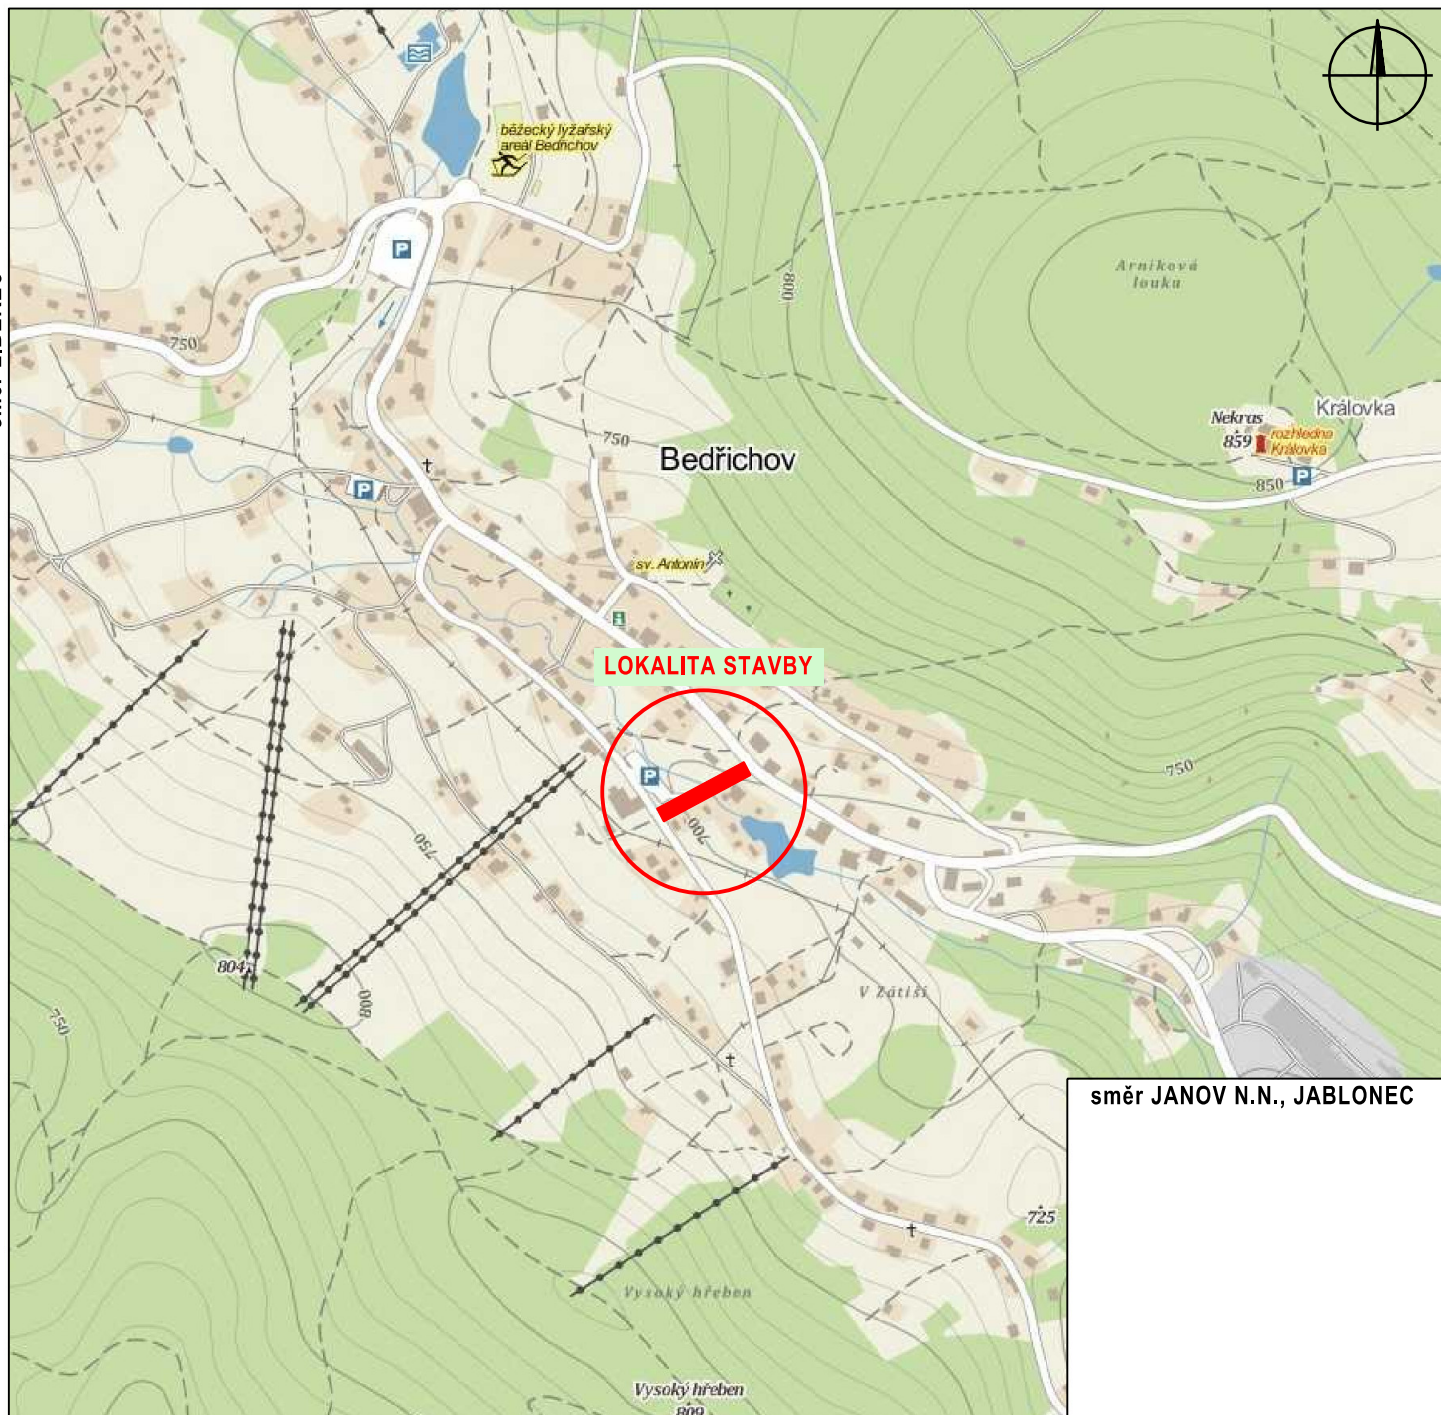 běžecký lyžařský
areál Bedřichov
P
Arniková
louka
800
750
Nekras
859
Královka
rozhledna
Královka
P
850
750
Bedřichov
P
sv. Antonín
i
LOKALITA STAVBY
750
P
700
750
804
V Zátiší
800
750
směr JANOV N.N., JABLONEC
725
Vysoký hřeben
Vysoký hřeben
809